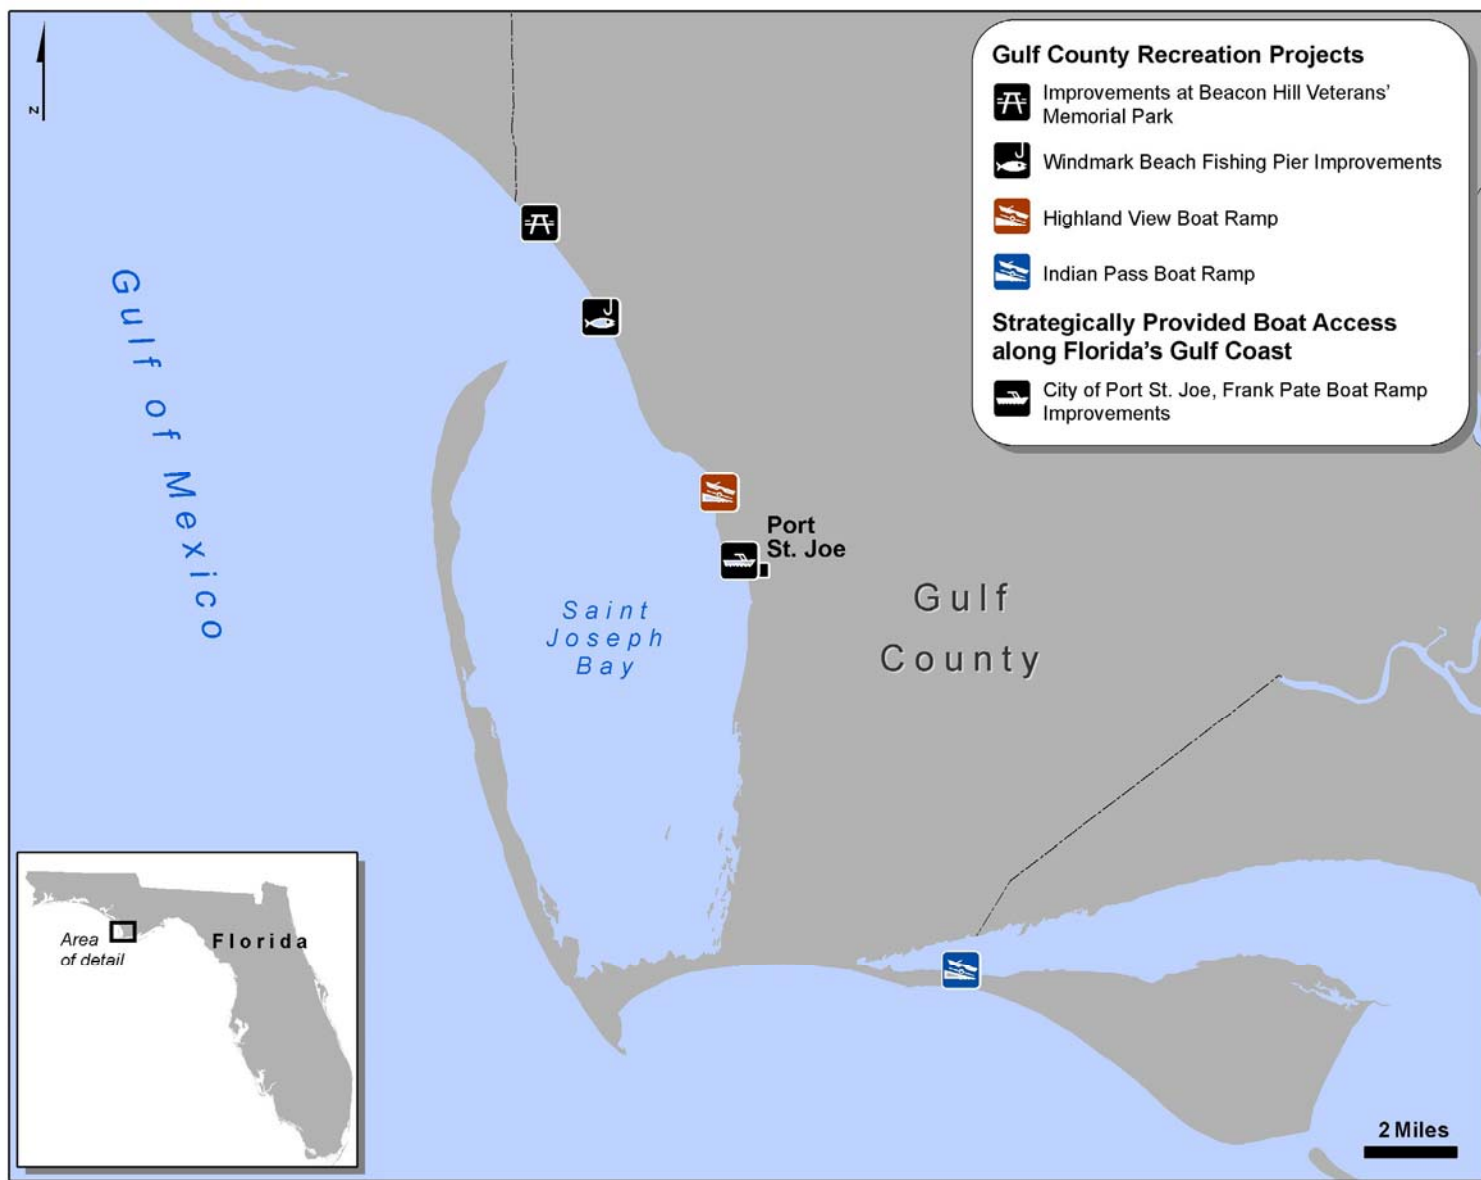 Gulf County Recreation Projects
Improvements at Beacon Hill Veterans'
Memorial Park
Windmark Beach Fishing Pier Improvements
Highland View Boat Ramp
Indian Pass Boat Ramp
Strategically Provided Boat Access
along Florida's Gulf Coast
City of Port St. Joe, Frank Pate Boat Ramp
Improvements
N
Gulf of Mexico
Port
St. Joe
Saint
Joseph
Bay
Gulf
County
Area
of detail
Florida
2 Miles